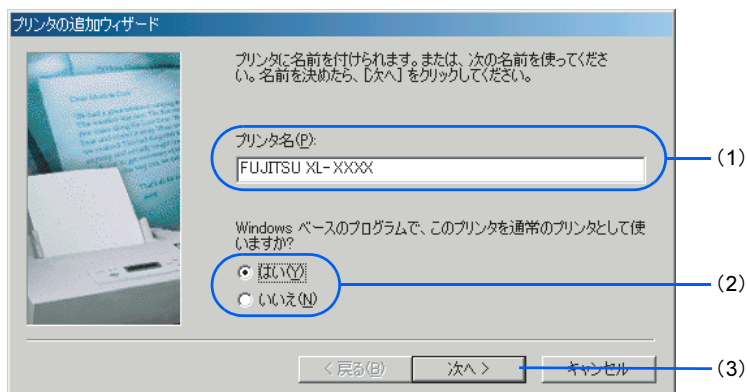 プリンタの追加ウィザード
プリンタに名前を付けられます。または、次の名前を使ってくださ
い。名前を決めたら、[次へ] をクリックしてください。
プリンタ名(P):
FUJITSU XL-XXXX
(1)
Windows ベースのプログラムで、このプリンタを通常のプリンタとして使
いますか?
はい(Y)
いいえ(N)
(2)
< 戻る(B) 次へ > キャンセル
(3)